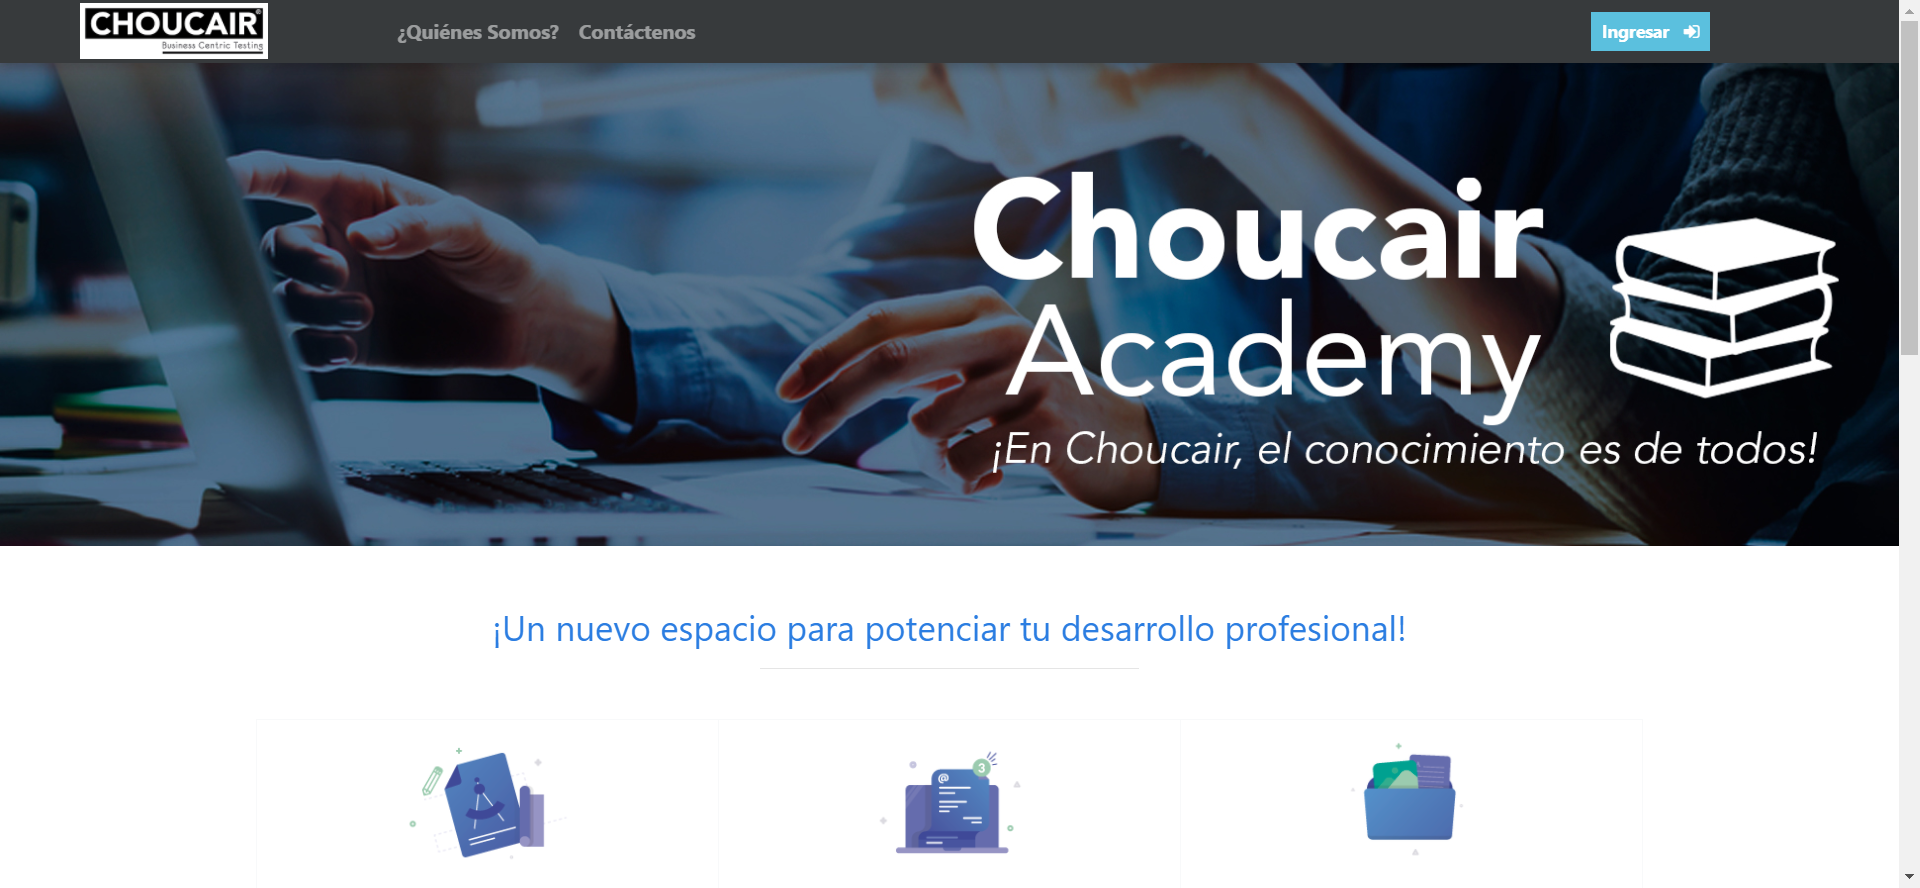 CHOUCAIR®
Business Centric Testing
¿Quiénes Somos?
Contáctenos
Ingresar
Choucair
Academy
¡En Choucair, el conocimiento es de todos!
¡Un nuevo espacio para potenciar tu desarrollo profesional!
@
3